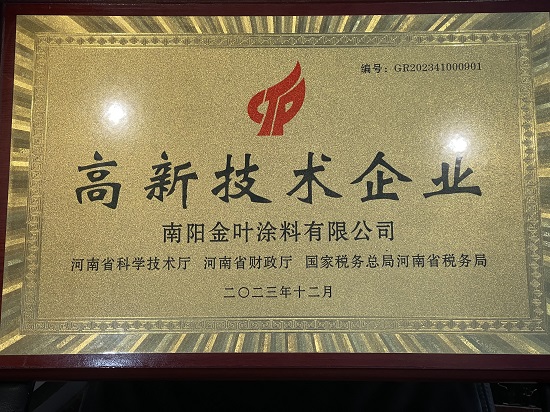 编号：GR202341000901
高新技术企业
南阳金叶涂料有限公司
河南省科学技术厅 河南省财政厅 国家税务总局河南省税务局
二〇二三年十二月